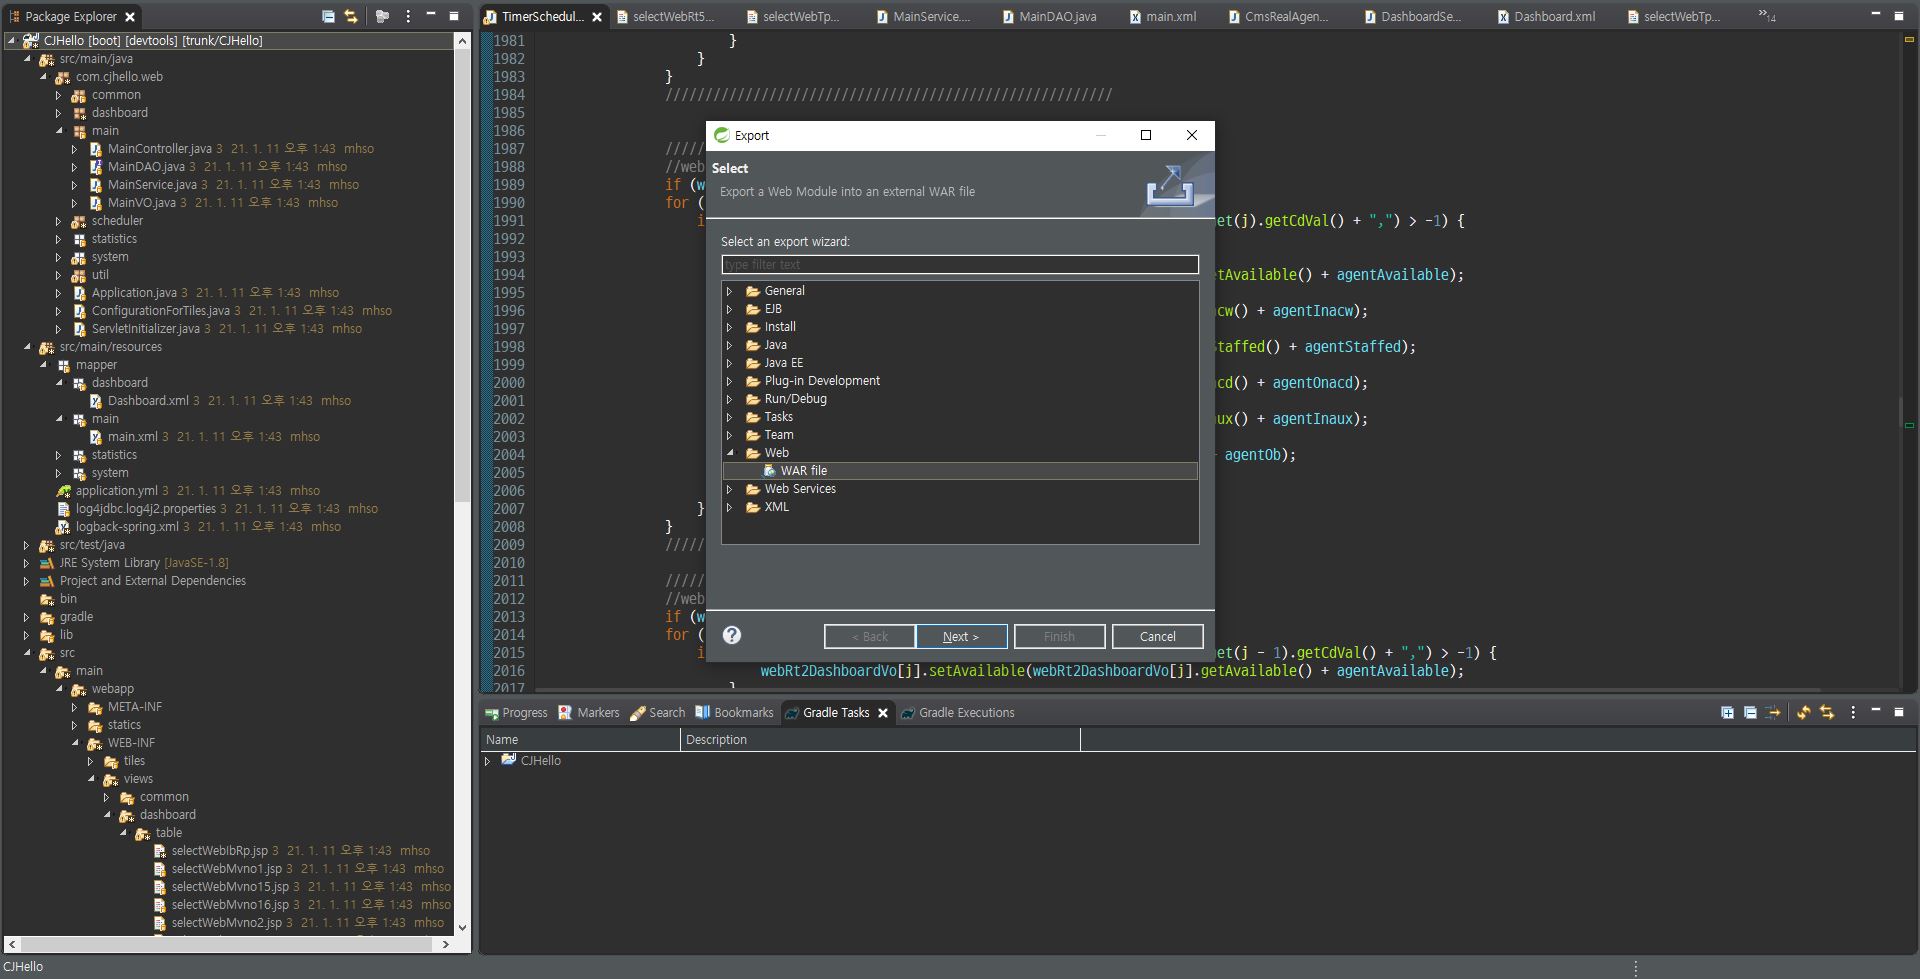 Package Explorer
CJHello [boot] [devtools] [trunk/CJHello]
src/main/java
com.cjhello.web
common
dashboard
main
MainController.java 3 21. 1. 11 오후 1:43 mhso
MainDAO.java 3 21. 1. 11 오후 1:43 mhso
MainService.java 3 21. 1. 11 오후 1:43 mhso
MainVO.java 3 21. 1. 11 오후 1:43 mhso
scheduler
statistics
system
util
Application.java 3 21. 1. 11 오후 1:43 mhso
ConfigurationForTiles.java 3 21. 1. 11 오후 1:43 mhso
ServletInitializer.java 3 21. 1. 11 오후 1:43 mhso
src/main/resources
mapper
dashboard
Dashboard.xml 3 21. 1. 11 오후 1:43 mhso
main
main.xml 3 21. 1. 11 오후 1:43 mhso
statistics
system
application.yml 3 21. 1. 11 오후 1:43 mhso
log4jdbc.log4j2.properties 3 21. 1. 11 오후 1:43 mhso
logback-spring.xml 3 21. 1. 11 오후 1:43 mhso
src/test/java
JRE System Library [JavaSE-1.8]
Project and External Dependencies
bin
gradle
lib
src
main
webapp
META-INF
statics
WEB-INF
tiles
views
common
dashboard
table
selectWebIbRp.jsp 3 21. 1. 11 오후 1:43 mhso
selectWebMvno1.jsp 3 21. 1. 11 오후 1:43 mhso
selectWebMvno15.jsp 3 21. 1. 11 오후 1:43 mhso
selectWebMvno16.jsp 3 21. 1. 11 오후 1:43 mhso
selectWebMvno2.jsp 3 21. 1. 11 오후 1:43 mhso
CJHello
TimerSchedul... selectWebRt5... selectWebTp... MainService.... MainDAO.java main.xml CmsRealAgen... DashboardSe... Dashboard.xml selectWebTp... »14
1981 }
1982 }
1983 }
1984 ////////////////////////////////////////////////////////
1985
1986
1987 /////
1988 //web
1989 if (w
1990 for (
1991 i et(j).getCdVal() + ",") > -1) {
1992
1993
1994 tAvailable() + agentAvailable);
1995
1996 cw() + agentInacw);
1997
1998 Staffed() + agentStaffed);
1999
2000 cd() + agentOnacd);
2001
2002 ux() + agentInaux);
2003
2004 agentOb);
2005
2006
2007 }
2008 }
2009 /////
2010
2011 /////
2012 //web
2013 if (w
2014 for (
2015 i et(j - 1).getCdVal() + ",") > -1) {
2016 webRt2DashboardVo[j].setAvailable(webRt2DashboardVo[j].getAvailable() + agentAvailable);
2017 }
Export
Select
Export a Web Module into an external WAR file
Select an export wizard:
type filter text
General
EJB
Install
Java
Java EE
Plug-in Development
Run/Debug
Tasks
Team
Web
WAR file
Web Services
XML
? < Back Next > Finish Cancel
Progress Markers Search Bookmarks Gradle Tasks Gradle Executions
Name Description
CJHello